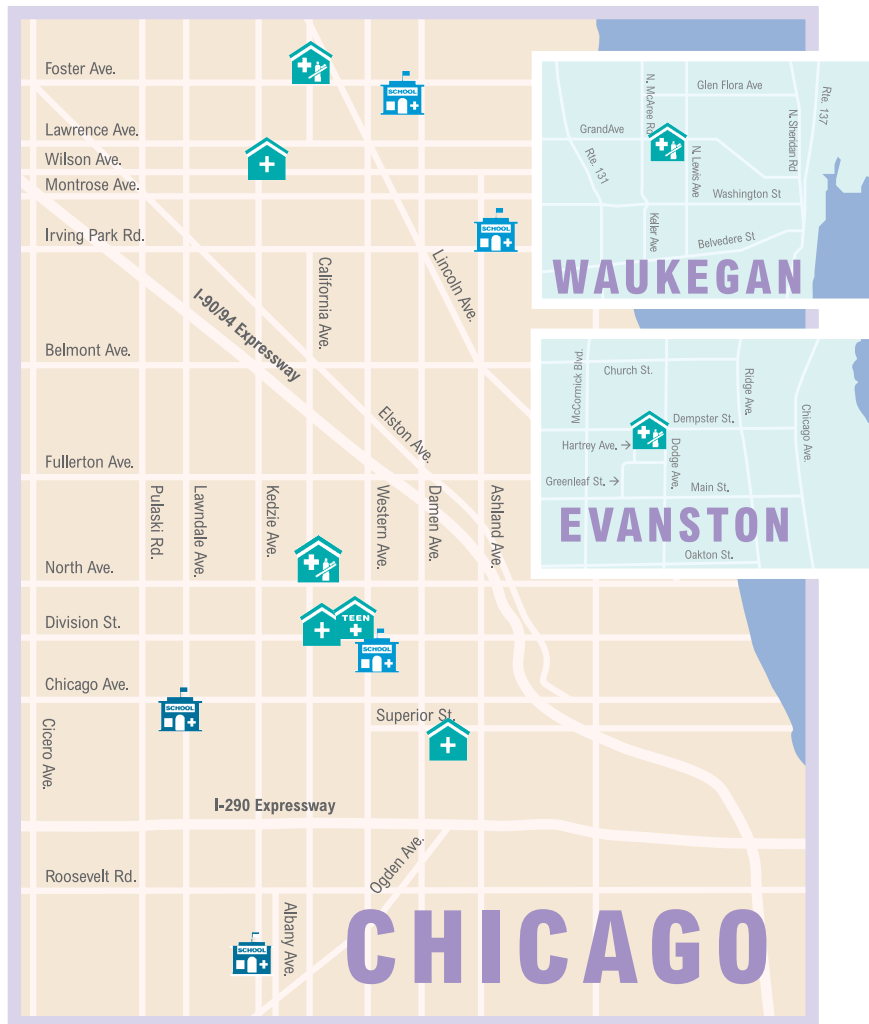 Foster Ave.
SCHOOL
Lawrence Ave.
Wilson Ave.
Montrose Ave.
SCHOOL
Irving Park Rd.
California Ave.
Lincoln Ave.
I-90/94 Expressway
Belmont Ave.
Elston Ave.
Fullerton Ave.
Pulaski Rd.
Lawndale Ave.
Kedzie Ave.
Western Ave.
Damen Ave.
Ashland Ave.
North Ave.
Division St.
TEEN
SCHOOL
Chicago Ave.
SCHOOL
Superior St.
Cicero Ave.
I-290 Expressway
Ogden Ave.
Roosevelt Rd.
Albany Ave.
SCHOOL
CHICAGO
N. McAree Rd.
Glen Flora Ave
Rte. 137
N. Sheridan Rd
GrandAve
Rte. 131
N. Lewis Ave
Washington St
Keller Ave
Belvedere St
WAUKEGAN
McCormick Blvd.
Church St.
Ridge Ave.
Chicago Ave.
Dempster St.
Hartrey Ave. →
Dodge Ave.
Greenleaf St. →
Main St.
EVANSTON
Oakton St.